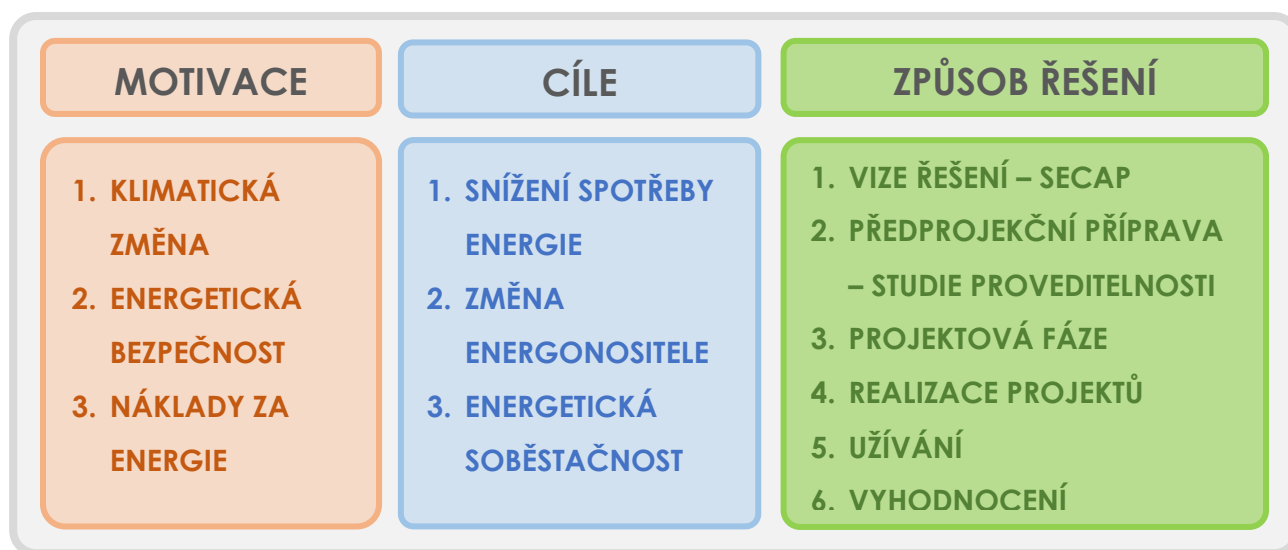 MOTIVACE
1. KLIMATICKÁ
ZMĚNA
2. ENERGETICKÁ
BEZPEČNOST
3. NÁKLADY ZA
ENERGIE
CÍLE
1. SNÍŽENÍ SPOTŘEBY
ENERGIE
2. ZMĚNA
ENERGONOSITELE
3. ENERGETICKÁ
SOBĚSTAČNOST
ZPŮSOB ŘEŠENÍ
1. VIZE ŘEŠENÍ – SECAP
2. PŘEDPROJEKČNÍ PŘÍPRAVA
– STUDIE PROVEDITELNOSTI
3. PROJEKTOVÁ FÁZE
4. REALIZACE PROJEKTŮ
5. UŽÍVÁNÍ
6. VYHODNOCENÍ